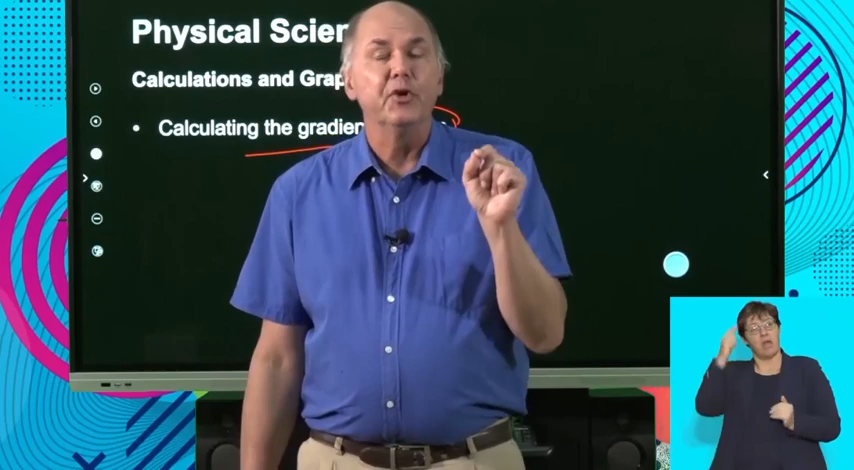 Physical Scien
Calculations and Grap
• Calculating the gradien